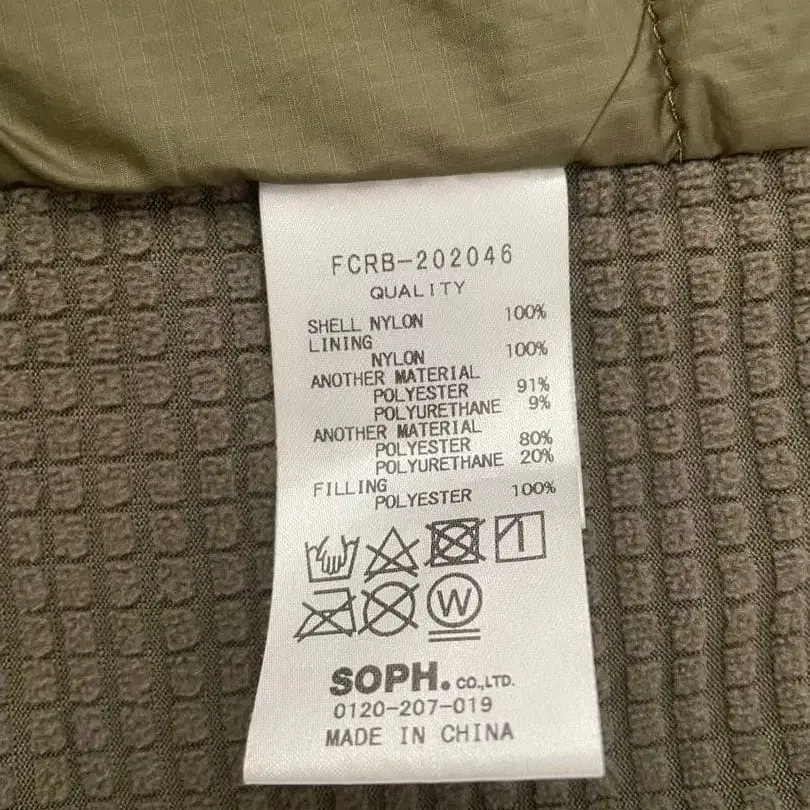 FCRB-202046
QUALITY
SHELL NYLON 100%
LINING
NYLON 100%
ANOTHER MATERIAL
POLYESTER 91%
POLYURETHANE 9%
ANOTHER MATERIAL
POLYESTER 80%
POLYURETHANE 20%
FILLING
POLYESTER 100%
W
SOPH. CO.,LTD.
0120-207-019
MADE IN CHINA